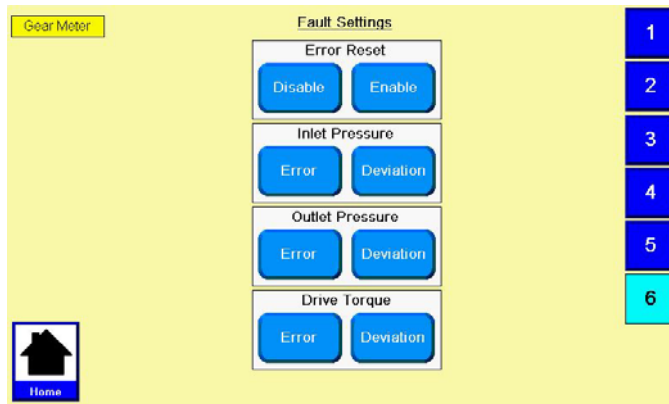 Gear Meter
Fault Settings
1
Error Reset
Disable Enable
2
Inlet Pressure
3
Error Deviation
4
Outlet Pressure
Error Deviation
5
Drive Torque
6
Error Deviation
Home